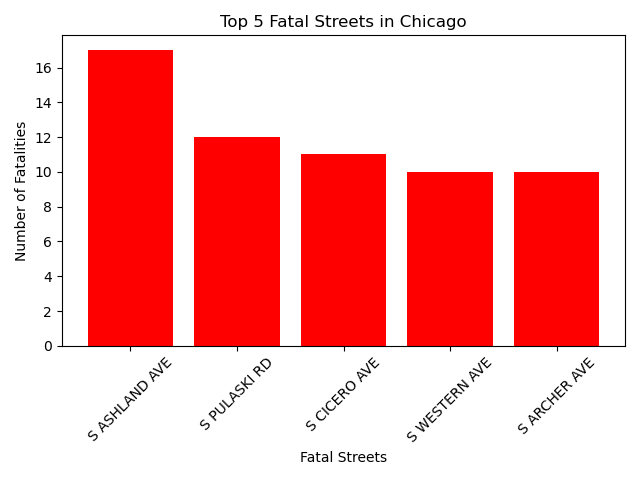 Top 5 Fatal Streets in Chicago
Number of Fatalities
16
14
12
10
8
6
4
2
0
S ASHLAND AVE
S PULASKI RD
S CICERO AVE
S WESTERN AVE
S ARCHER AVE
Fatal Streets